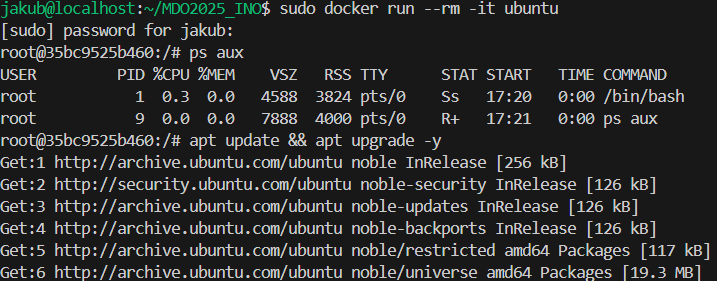 jakub@localhost:~/MDO2025_INO$ sudo docker run --rm -it ubuntu
[sudo] password for jakub:
root@35bc9525b460:/# ps aux
USER         PID %CPU %MEM    VSZ   RSS TTY      STAT START   TIME COMMAND
root           1  0.3  0.0   4588  3824 pts/0    Ss   17:20   0:00 /bin/bash
root           9  0.0  0.0   7888  4000 pts/0    R+   17:21   0:00 ps aux
root@35bc9525b460:/# apt update && apt upgrade -y
Get:1 http://archive.ubuntu.com/ubuntu noble InRelease [256 kB]
Get:2 http://security.ubuntu.com/ubuntu noble-security InRelease [126 kB]
Get:3 http://archive.ubuntu.com/ubuntu noble-updates InRelease [126 kB]
Get:4 http://archive.ubuntu.com/ubuntu noble-backports InRelease [126 kB]
Get:5 http://archive.ubuntu.com/ubuntu noble/restricted amd64 Packages [117 kB]
Get:6 http://archive.ubuntu.com/ubuntu noble/universe amd64 Packages [19.3 MB]